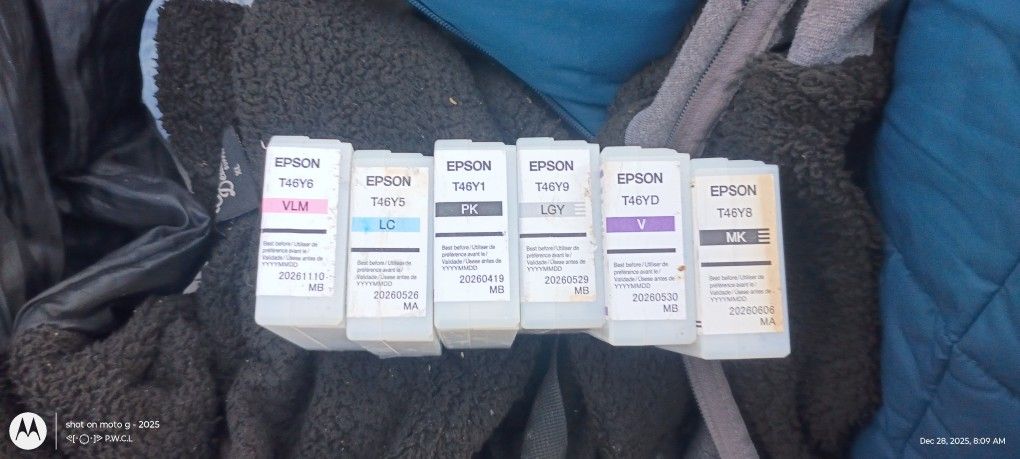 EPSON
T46Y6
VLM
Best before / Utiliser de
préférence avant le /
Validade / Úsese antes de
YYYYMMDD
20261110
MB
EPSON
T46Y5
LC
Best before / Utiliser de
préférence avant le /
Validade / Úsese antes de
YYYYMMDD
20260526
MA
EPSON
T46Y1
PK
Best before / Utiliser de
préférence avant le /
Validade / Úsese antes de
YYYYMMDD
20260419
MB
EPSON
T46Y9
LGY
Best before / Utiliser de
préférence avant le /
Validade / Úsese antes de
YYYYMMDD
20260529
MB
EPSON
T46YD
V
Best before / Utiliser de
préférence avant le /
Validade / Úsese antes de
YYYYMMDD
20260530
MB
EPSON
T46Y8
MK
Best before / Utiliser de
préférence avant le /
Validade / Úsese antes de
YYYYMMDD
20260606
MA
shot on moto g - 2025
P.W.C.L
Dec 28, 2025, 8:09 AM